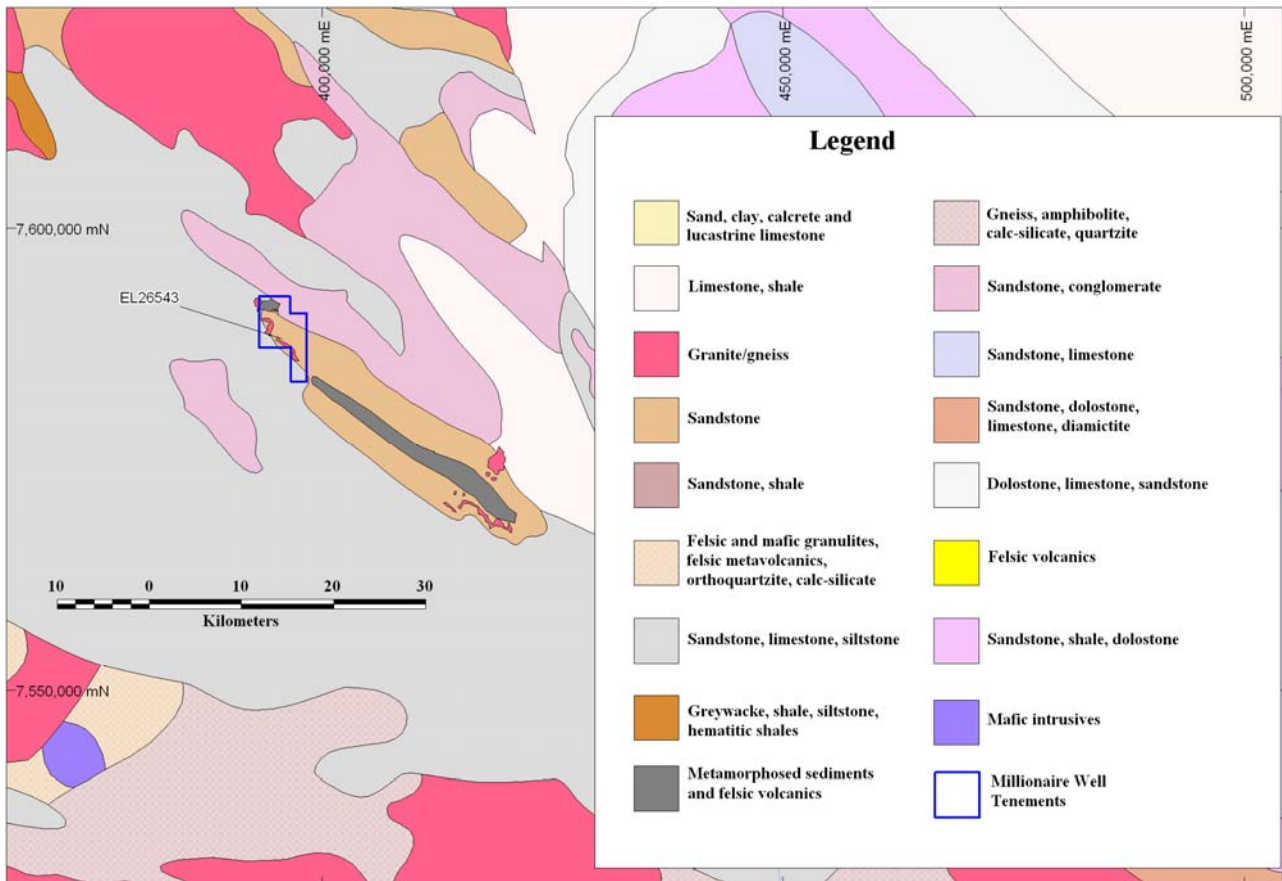 400,000 mE
450,000 mE
500,000 mE
7,600,000 mN
EL26543
10 0 10 20 30
Kilometers
7,550,000 mN
Legend
Sand, clay, calcrete and
lucastrine limestone
Limestone, shale
Granite/gneiss
Sandstone
Sandstone, shale
Felsic and mafic granulites,
felsic metavolcanics,
orthoquartzite, calc-silicate
Sandstone, limestone, siltstone
Greywacke, shale, siltstone,
hematitic shales
Metamorphosed sediments
and felsic volcanics
Gneiss, amphibolite,
calc-silicate, quartzite
Sandstone, conglomerate
Sandstone, limestone
Sandstone, dolostone,
limestone, diamictite
Dolostone, limestone, sandstone
Felsic volcanics
Sandstone, shale, dolostone
Mafic intrusives
Millionaire Well
Tenements